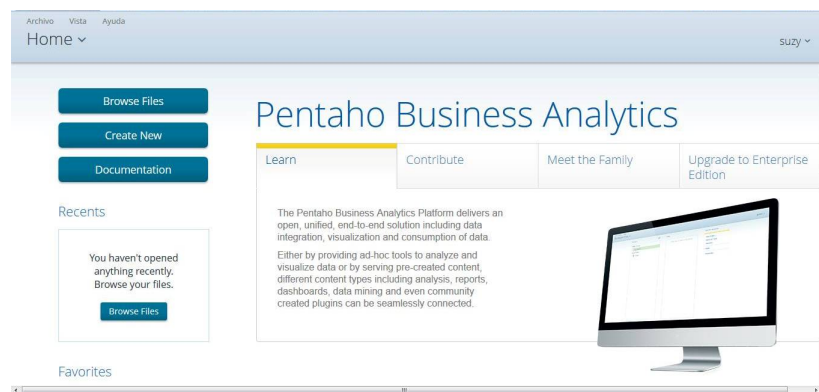 Archivo Vista Ayuda
Home
suzy
Browse Files
Create New
Documentation
Pentaho Business Analytics
Learn
Contribute
Meet the Family
Upgrade to Enterprise
Edition
Recents
You haven't opened
anything recently.
Browse your files.
Browse Files
The Pentaho Business Analytics Platform delivers an
open, unified, end-to-end solution including data
integration, visualization and consumption of data.
Either by providing ad-hoc tools to analyze and
visualize data or by serving pre-created content,
different content types including analysis, reports,
dashboards, data mining and even community
created plugins can be seamlessly connected.
Favorites